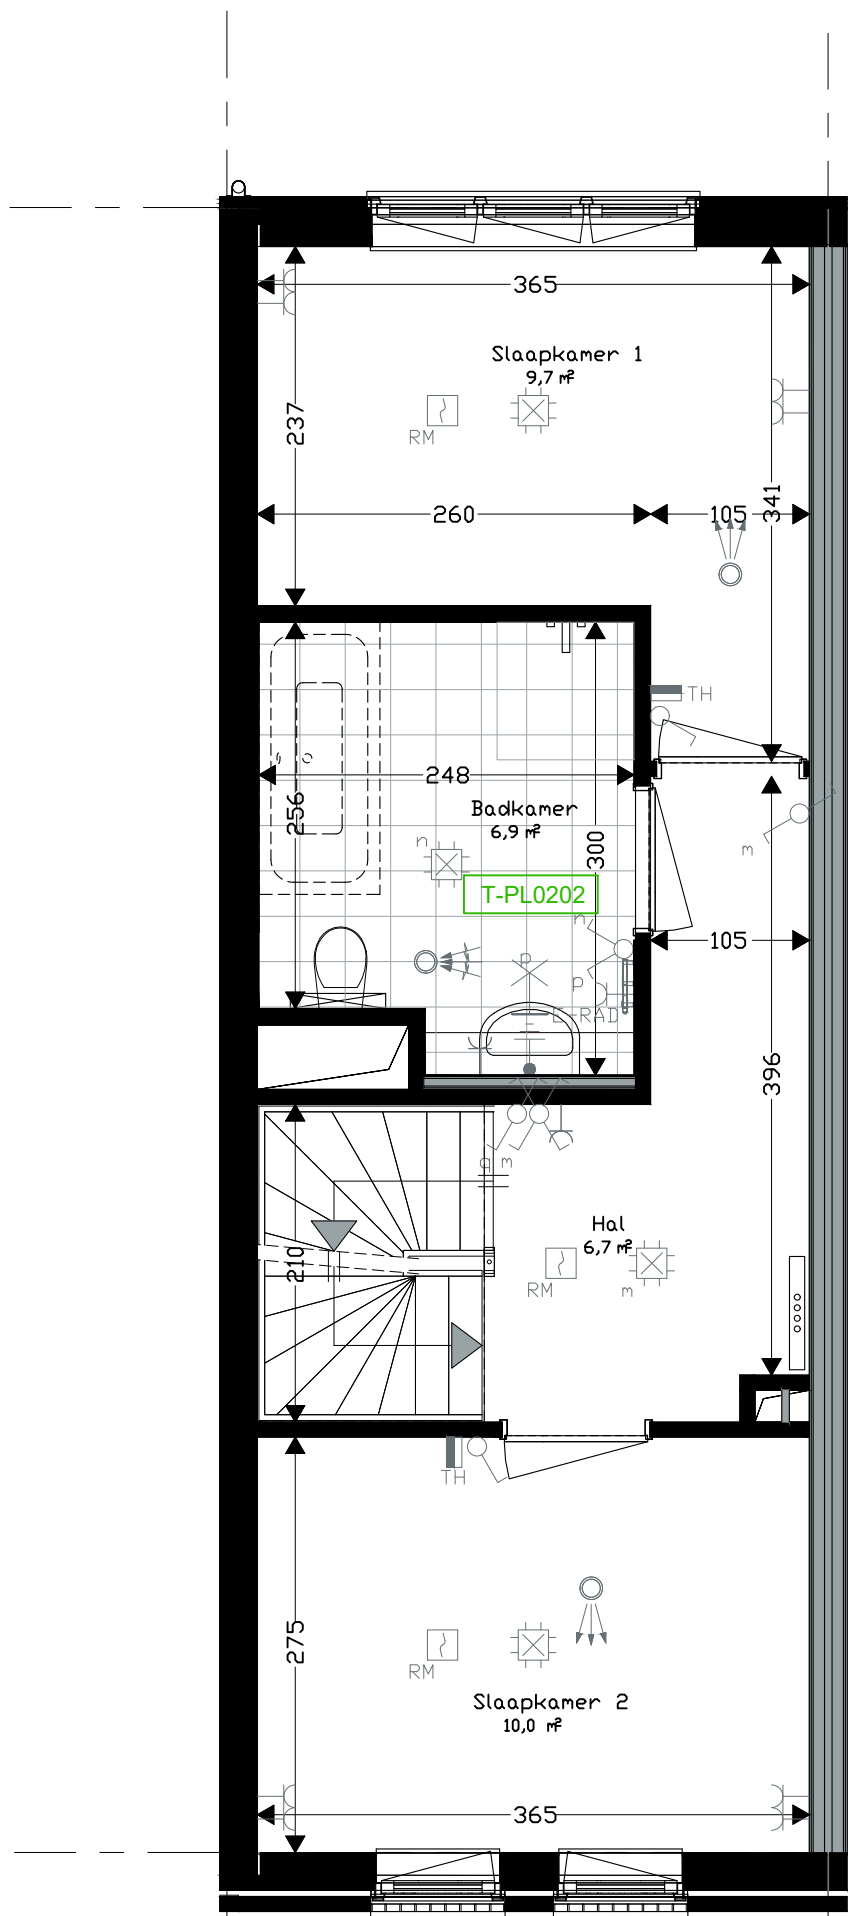 365
Slaapkamer 1
9,7 m²
RM
237
341
260
105
TH
248
256
Badkamer
6,9 m²
300
m
n
T-PL0202
n
105
p
p
E-RAD
396
q m
Hal
6,7 m²
210
RM
m
TH
275
RM
Slaapkamer 2
10,0 m²
365